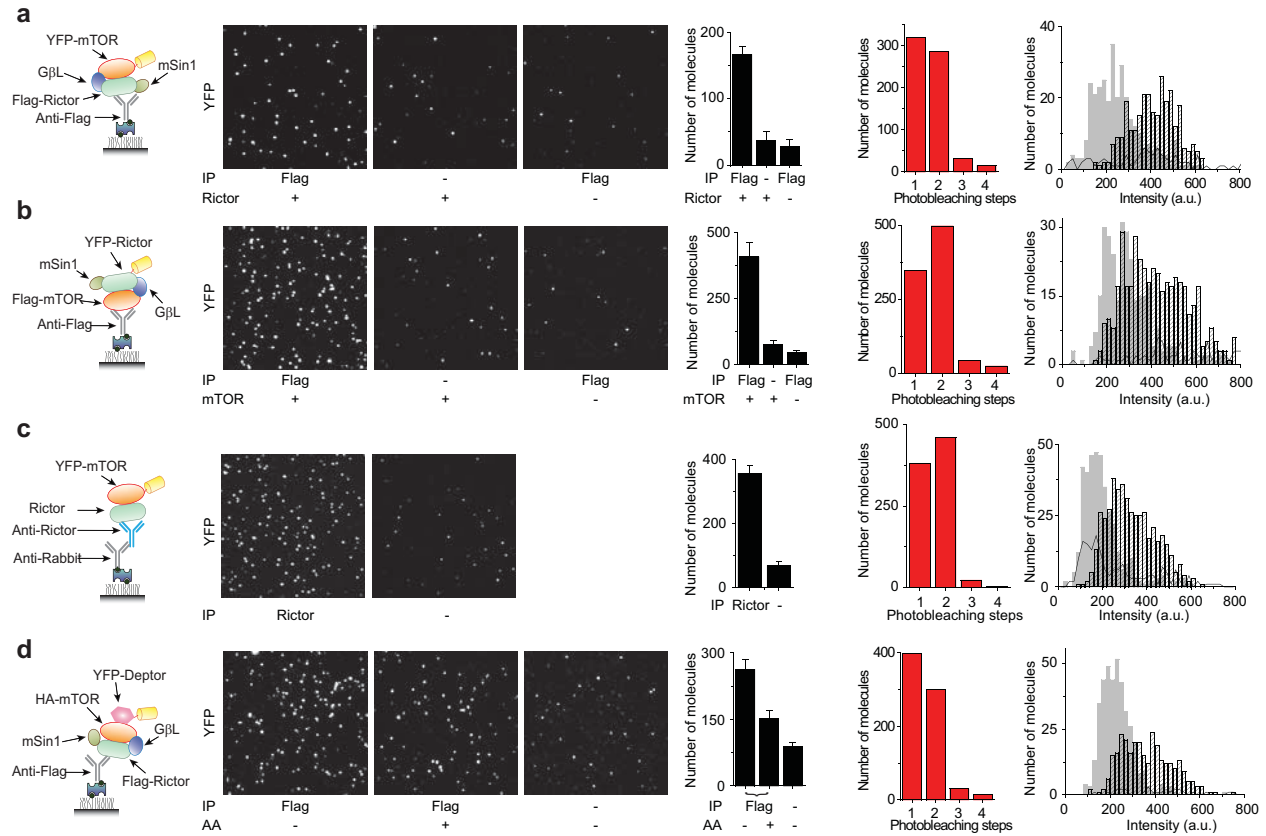 a
YFP-mTOR
GβL
mSin1
Flag-Rictor
Anti-Flag
YFP
IP Flag - Flag
Rictor + + -
Number of molecules
200
100
0
IP Flag - Flag
Rictor + + -
Number of molecules
300
200
100
0
1 2 3 4
Photobleaching steps
Number of molecules
40
20
0
200 400 600 800
Intensity (a.u.)
b
YFP-Rictor
mSin1
Flag-mTOR
GβL
Anti-Flag
YFP
IP Flag - Flag
mTOR + + -
Number of molecules
500
250
0
IP Flag - Flag
mTOR + + -
Number of molecules
500
250
0
1 2 3 4
Photobleaching steps
Number of molecules
30
15
0
0 200 400 600 800
Intensity (a.u.)
c
YFP-mTOR
Rictor
Anti-Rictor
Anti-Rabbit
YFP
IP Rictor -
Number of molecules
400
200
0
IP Rictor -
Number of molecules
500
250
0
1 2 3 4
Photobleaching steps
Number of molecules
50
25
0
0 200 400 600 800
Intensity (a.u.)
d
YFP-Deptor
HA-mTOR
mSin1
GβL
Anti-Flag
Flag-Rictor
YFP
IP Flag Flag -
AA - + -
Number of molecules
300
150
0
IP Flag -
AA - + -
Number of molecules
400
200
0
1 2 3 4
Photobleaching steps
Number of molecules
50
25
0
0 200 400 600 800
Intensity (a.u.)